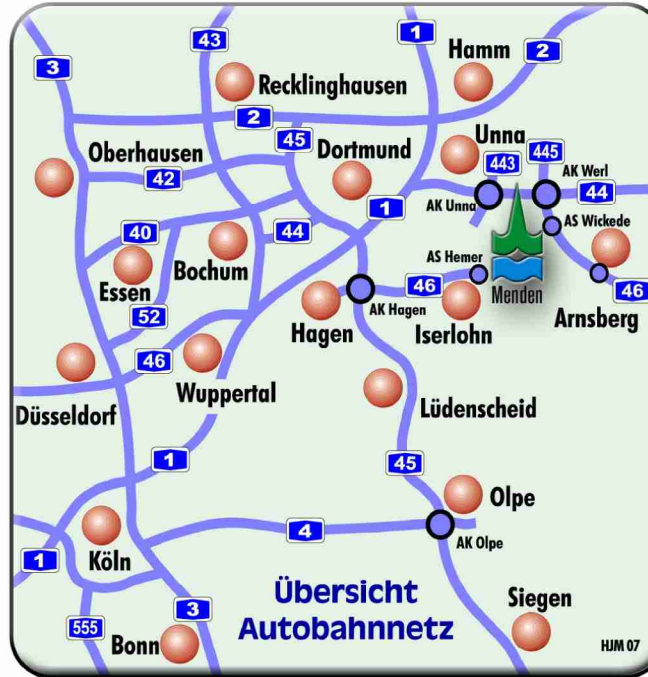 43
1
3
Hamm
2
Recklinghausen
2
45
Unna
Oberhausen
Dortmund
443
445
AK Werl
42
44
1
AK Unna
AS Wickede
40
44
Bochum
AS Hemer
Essen
46
Menden
46
52
Hagen
AK Hagen
Iserlohn
Arnsberg
46
Wuppertal
Düsseldorf
Lüdenscheid
1
45
Olpe
4
AK Olpe
Köln
1
Übersicht
Autobahnnetz
Siegen
3
555
Bonn
HJM 07